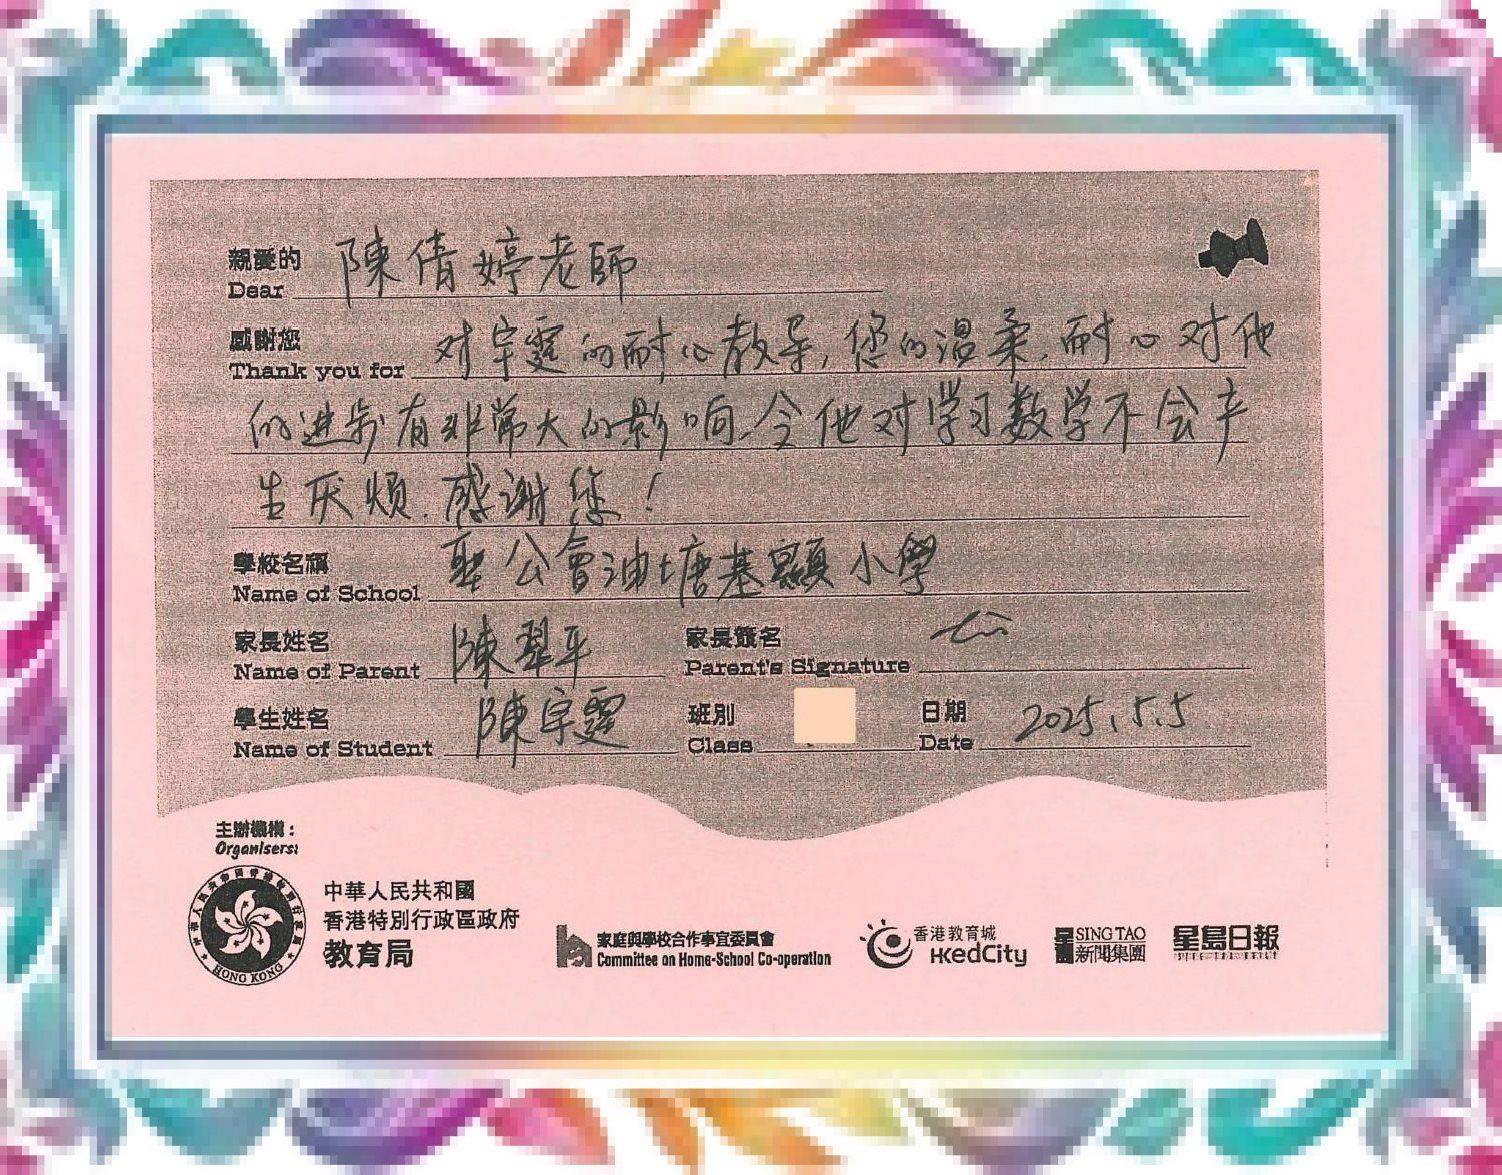 親愛的
Dear 陳倩婷老師
感謝您
Thank you for 对宇霆的耐心教导,您的温柔、耐心对他
的进步有非常大的影响、令他对学习数学不会产
生厌烦、感谢您!
學校名稱
Name of School 聖公會油塘基顯小學
家長姓名 家長簽名
Name of Parent 陳翠平 Parent's Signature
學生姓名 班別 日期
Name of Student 陳宇霆 Class Date 2025.5.5
主辦機構:
Organisers:
中華人民共和國
香港特別行政區政府
教育局
HONG KONG
家庭與學校合作事宜委員會
Committee on Home-School Co-operation
香港教育城
HKedCity
星島 SING TAO
新聞集團
星島日報